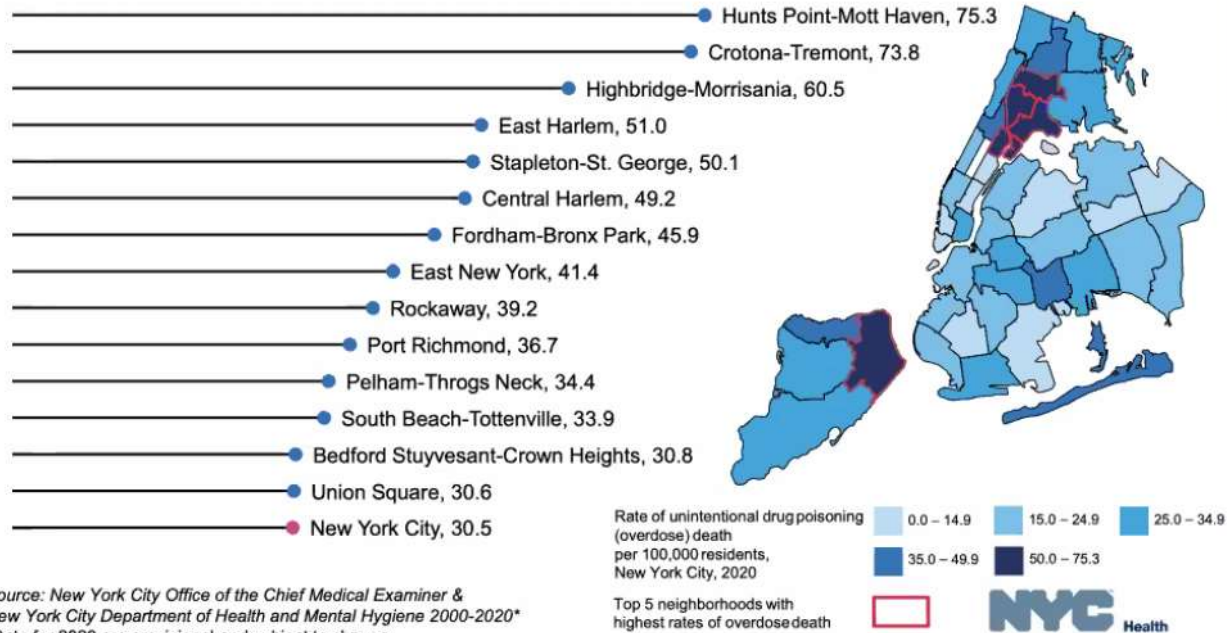 Hunts Point-Mott Haven, 75.3
Crotona-Tremont, 73.8
Highbridge-Morrisania, 60.5
East Harlem, 51.0
Stapleton-St. George, 50.1
Central Harlem, 49.2
Fordham-Bronx Park, 45.9
East New York, 41.4
Rockaway, 39.2
Port Richmond, 36.7
Pelham-Throgs Neck, 34.4
South Beach-Tottenville, 33.9
Bedford Stuyvesant-Crown Heights, 30.8
Union Square, 30.6
New York City, 30.5
ource: New York City Office of the Chief Medical Examiner &
ew York City Department of Health and Mental Hygiene 2000-2020*
Rate of unintentional drug poisoning
(overdose) death
per 100,000 residents,
New York City, 2020
0.0 – 14.9
15.0 – 24.9
25.0 – 34.9
35.0 – 49.9
50.0 – 75.3
Top 5 neighborhoods with
highest rates of overdose death
NYC
Health